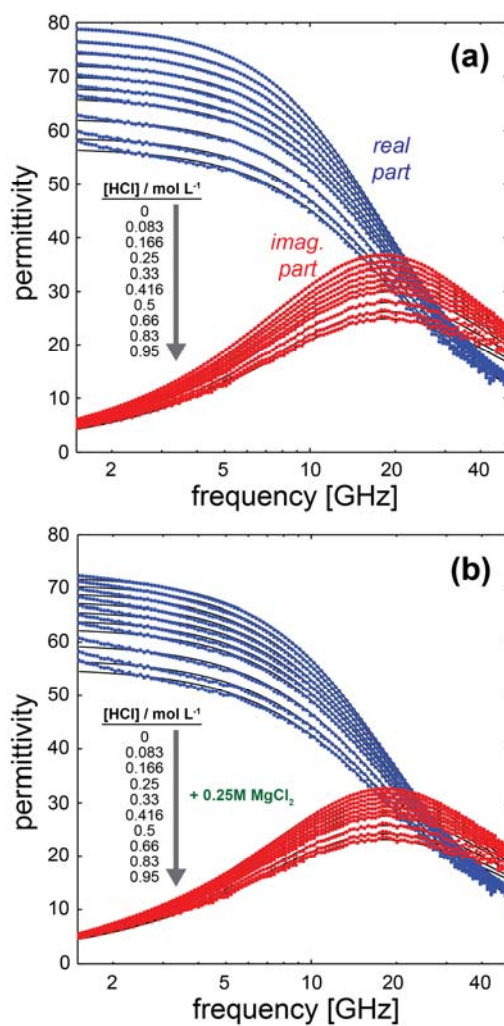 80
(a)
70
real
part
60
50
[HCl] / mol L-1
0
0.083
0.166
0.25
0.33
0.416
0.5
0.66
0.83
0.95
imag.
part
40
30
20
10
0
permittivity
2 5 10 20 40
frequency [GHz]
80
(b)
70
60
50
[HCl] / mol L-1
0
0.083
0.166
0.25
0.33
0.416
0.5
0.66
0.83
0.95
+ 0.25M MgCl2
40
30
20
10
0
permittivity
2 5 10 20 40
frequency [GHz]